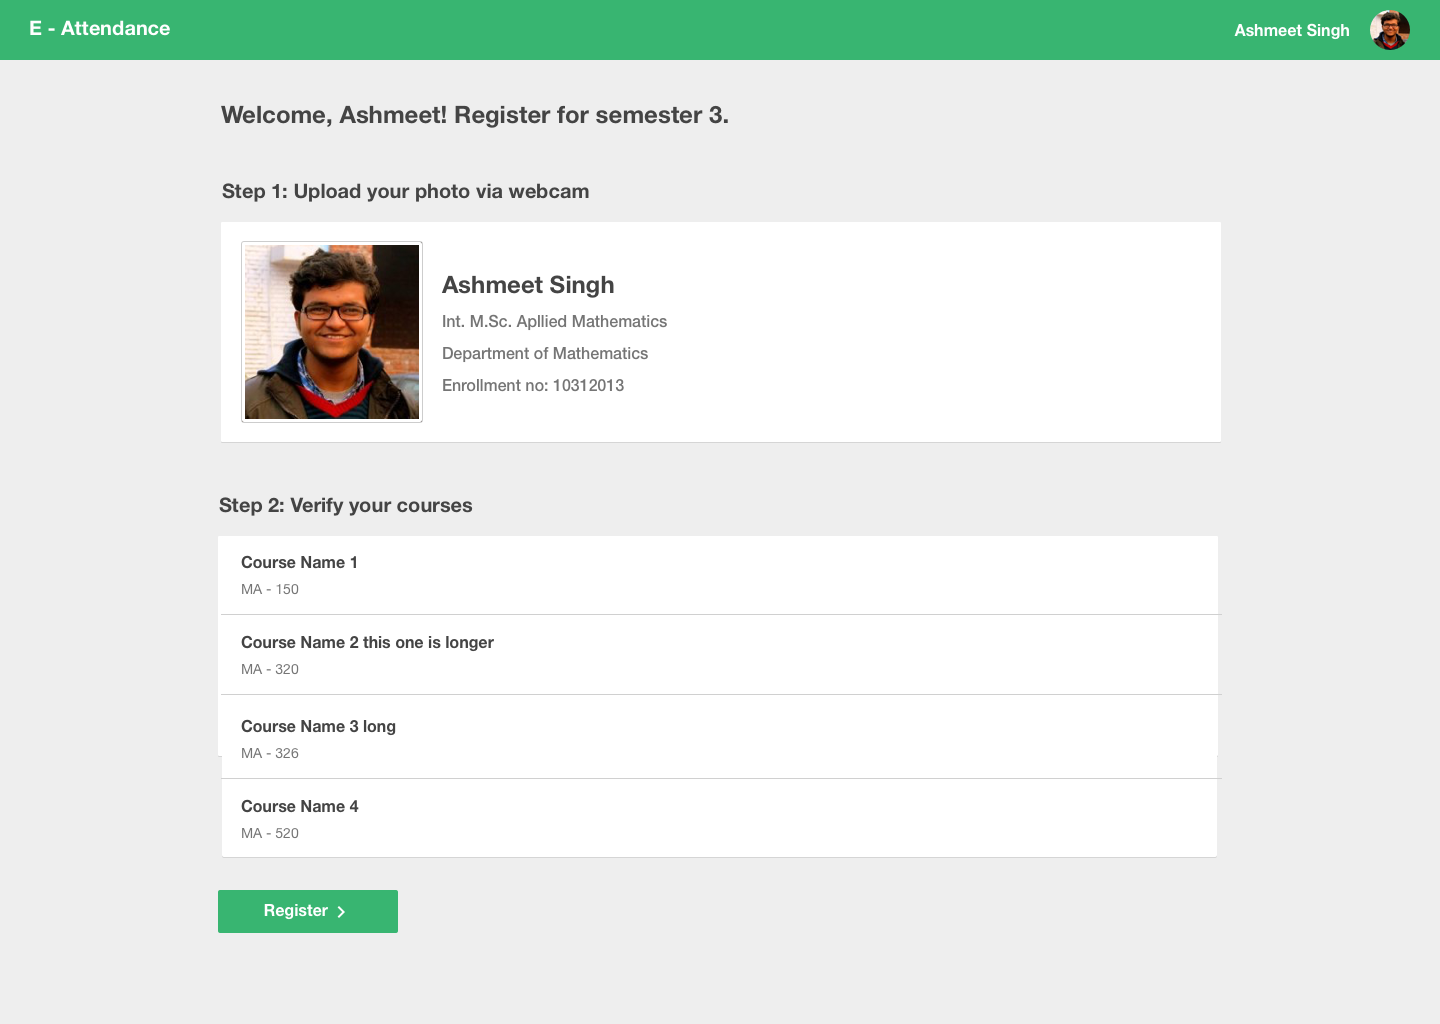 E - Attendance
Ashmeet Singh
Welcome, Ashmeet! Register for semester 3.
Step 1: Upload your photo via webcam
Ashmeet Singh
Int. M.Sc. Apllied Mathematics
Department of Mathematics
Enrollment no: 10312013
Step 2: Verify your courses
Course Name 1
MA - 150
Course Name 2 this one is longer
MA - 320
Course Name 3 long
MA - 326
Course Name 4
MA - 520
Register